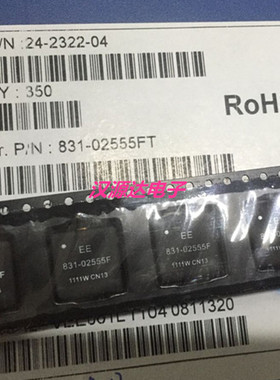 /N : 24-2322-04
Y : 350
RoH
r. P/N : 831-02555FT
汉源达电子
EE
831-02555F
1111W CN13
EE
831-02555F
1111W CN13
F
0811320